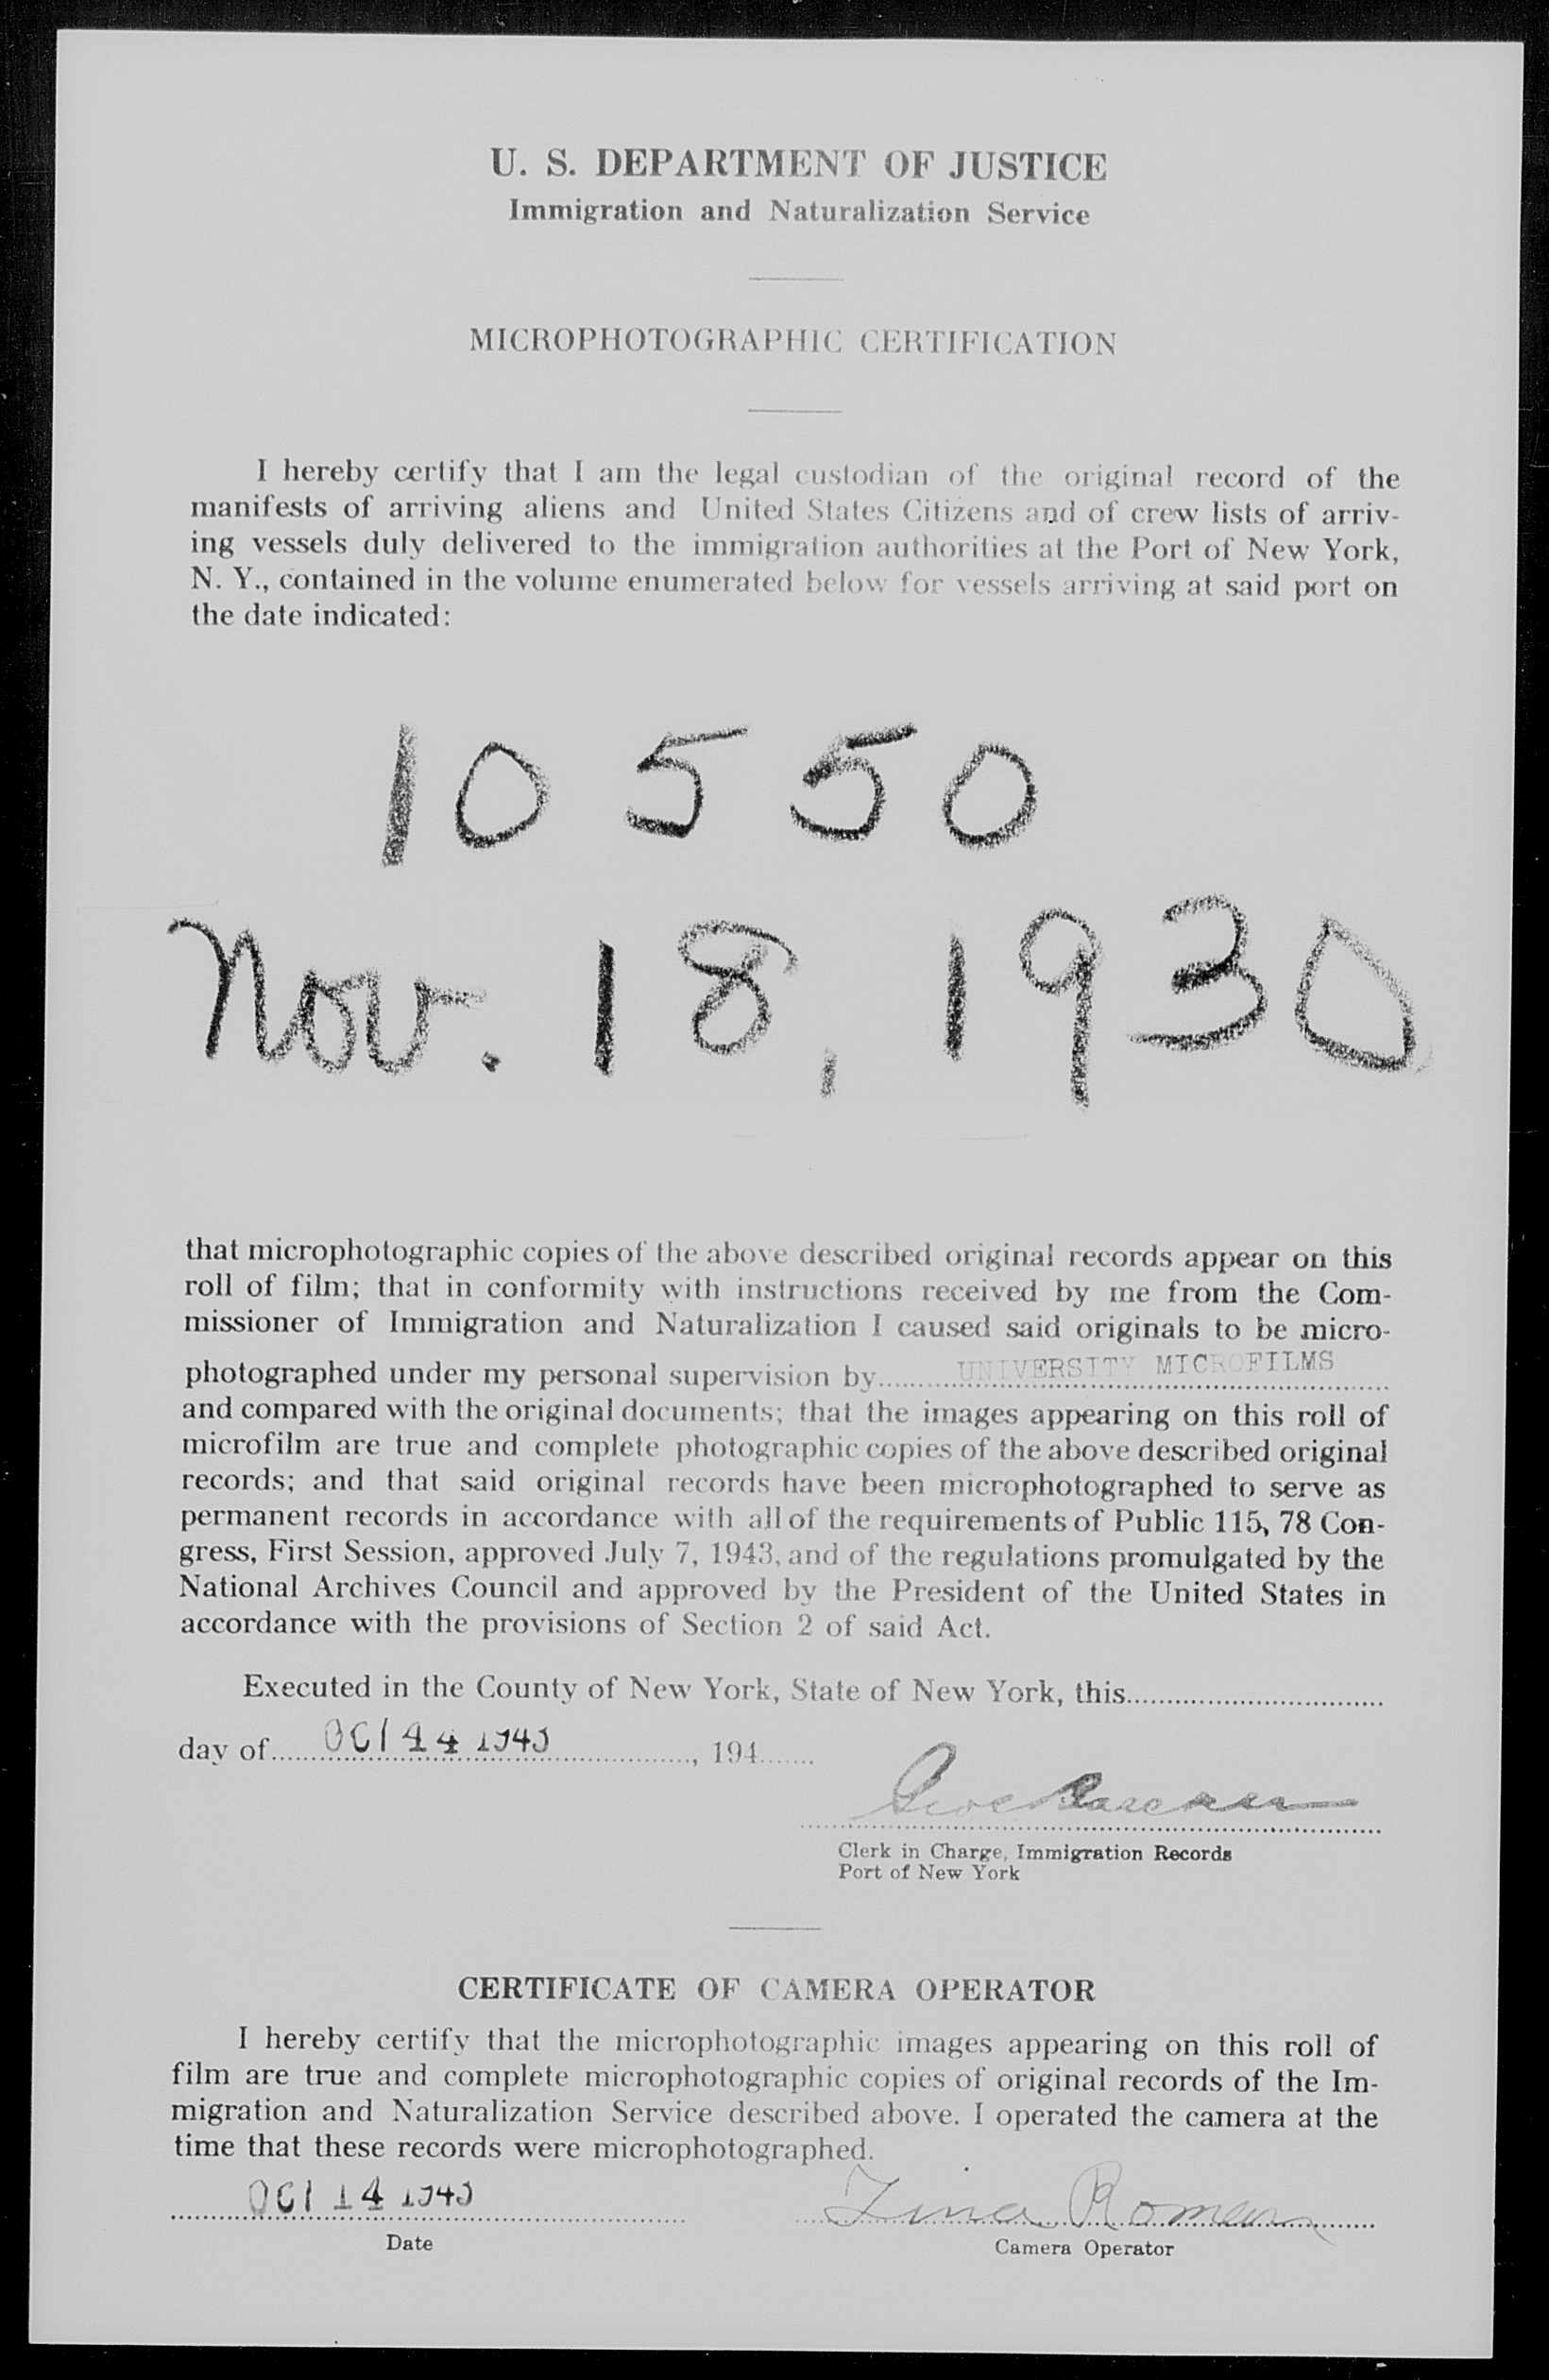 U. S. DEPARTMENT OF JUSTICE
Immigration and Naturalization Service
MICROPHOTOGRAPHIC CERTIFICATION
I hereby certify that I am the legal custodian of the original record of the
manifests of arriving aliens and United States Citizens and of crew lists of arriv-
ing vessels duly delivered to the immigration authorities at the Port of New York,
N. Y., contained in the volume enumerated below for vessels arriving at said port on
the date indicated:
10550
Nov. 18, 1930
that microphotographic copies of the above described original records appear on this
roll of film; that in conformity with instructions received by me from the Com-
missioner of Immigration and Naturalization I caused said originals to be micro-
photographed under my personal supervision by UNIVERSITY MICROFILMS
and compared with the original documents; that the images appearing on this roll of
microfilm are true and complete photographic copies of the above described original
records; and that said original records have been microphotographed to serve as
permanent records in accordance with all of the requirements of Public 115, 78 Con-
gress, First Session, approved July 7, 1943, and of the regulations promulgated by the
National Archives Council and approved by the President of the United States in
accordance with the provisions of Section 2 of said Act.
Executed in the County of New York, State of New York, this
day of OCT , 194
Clerk in Charge, Immigration Records
Port of New York
CERTIFICATE OF CAMERA OPERATOR
I hereby certify that the microphotographic images appearing on this roll of
film are true and complete microphotographic copies of original records of the Im-
migration and Naturalization Service described above. I operated the camera at the
time that these records were microphotographed.
OCT 14 Tina Roman
Date
Camera Operator